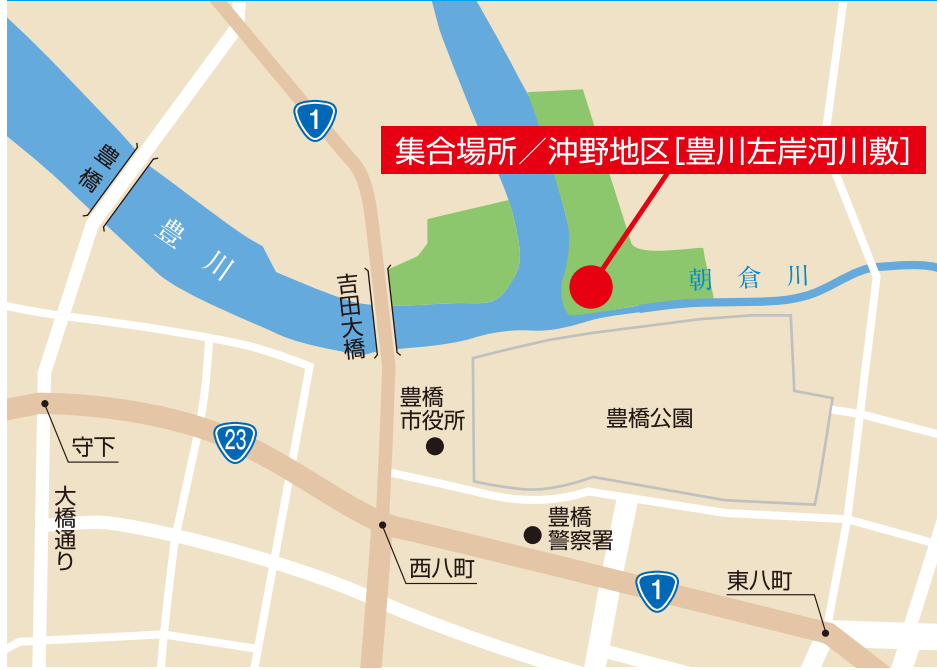 1
集合場所／沖野地区[豊川左岸河川敷]
豊橋
豊川
朝倉川
吉田大橋
豊橋
市役所
豊橋公園
23
守下
大橋通り
豊橋
警察署
西八町
1
東八町